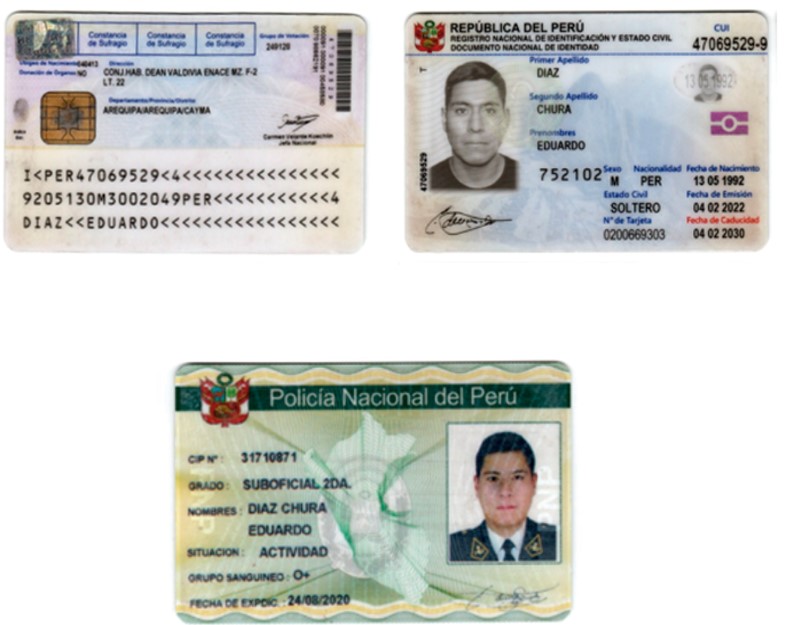 Constancia de Sufragio
Constancia de Sufragio
Constancia de Sufragio
Grupo de Votación
Ubigeo de Nacimiento
Donación de Órganos NO
Dirección
CONJ.HAB. DEAN VALDIVIA ENACE MZ. F-2
LT. 22
Departamento/Provincia/Distrito
AREQUIPA/AREQUIPA/CAYMA
Jefa Nacional
I<PER47069529<4<<<<<<<<<<<<<<<
9205130M3002049PER<<<<<<<<<<<4
DIAZ<<EDUARDO<<<<<<<<<<<<<<<<<
REPÚBLICA DEL PERÚ
REGISTRO NACIONAL DE IDENTIFICACIÓN Y ESTADO CIVIL
DOCUMENTO NACIONAL DE IDENTIDAD
CUI
47069529-9
Primer Apellido
DIAZ
Segundo Apellido
CHURA
Prenombres
EDUARDO
13 05 1992
T
47069529
752102
Sexo Nacionalidad Fecha de Nacimiento
M PER 13 05 1992
Estado Civil Fecha de Emisión
SOLTERO 04 02 2022
N° de Tarjeta Fecha de Caducidad
0200669303 04 02 2030
Policía Nacional del Perú
CIP N° : 31710871
GRADO : SUBOFICIAL 2DA.
NOMBRES : DIAZ CHURA
EDUARDO
SITUACION : ACTIVIDAD
GRUPO SANGUINEO : O+
FECHA DE EXPDIC. : 24/08/2020
PNP